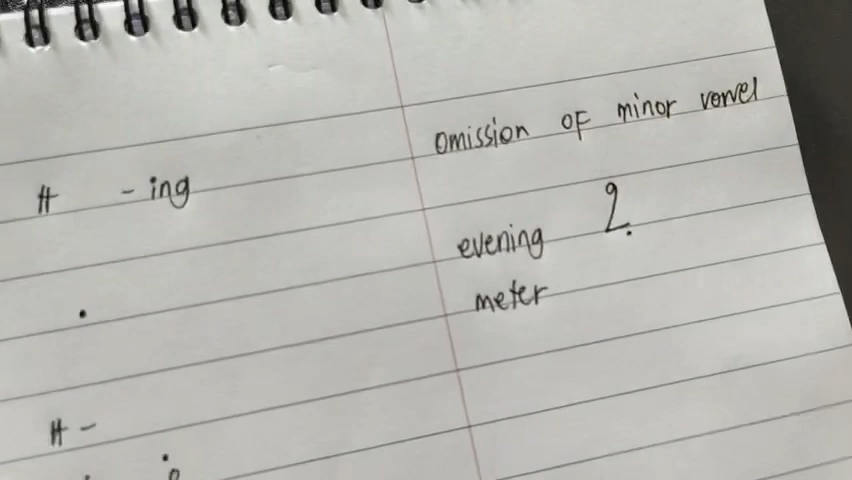 omission of minor vowel
-ing
evening
meter